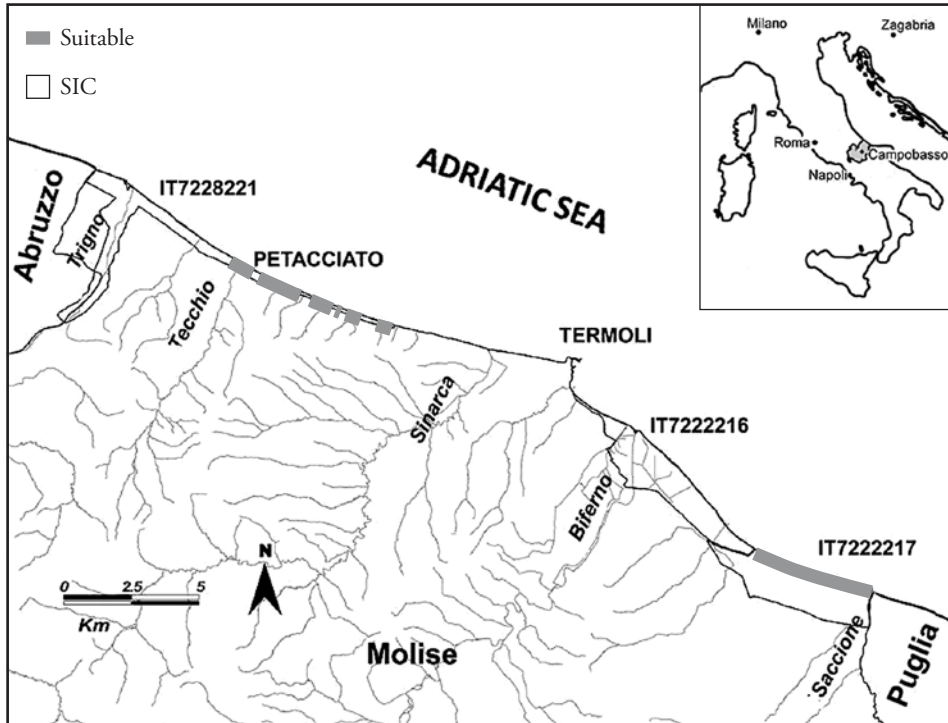 Suitable
SIC
Milano
Zagabria
Roma
Campobasso
Napoli
ADRIATIC SEA
Abruzzo
Trigno
IT7228221
PETACCIATO
Tecchio
TERMOLI
Sinarca
IT7222216
Biferno
IT7222217
N
0 2.5 5
Km
Molise
Saccione
Puglia